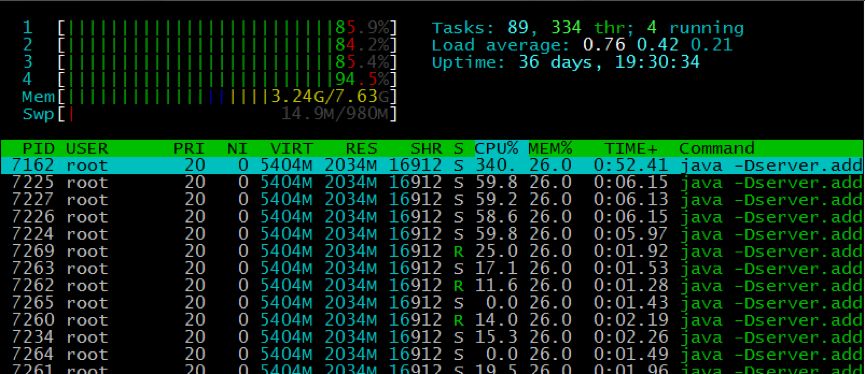 1 [||||||||||||||||||||||||||||85.9%]
2 [||||||||||||||||||||||||||||84.2%]
3 [||||||||||||||||||||||||||||85.4%]
4 [||||||||||||||||||||||||||||94.5%]
Mem[|||||||||||||||||||3.24G/7.63G]
Swp[| 14.9M/980M]
Tasks: 89, 334 thr; 4 running
Load average: 0.76 0.42 0.21
Uptime: 36 days, 19:30:34
PID USER PRI NI VIRT RES SHR S CPU% MEM% TIME+ Command
7162 root 20 0 5404M 2034M 16912 S 340. 26.0 0:52.41 java -Dserver.add
7225 root 20 0 5404M 2034M 16912 S 59.8 26.0 0:06.15 java -Dserver.add
7227 root 20 0 5404M 2034M 16912 S 59.2 26.0 0:06.13 java -Dserver.add
7226 root 20 0 5404M 2034M 16912 S 58.6 26.0 0:06.15 java -Dserver.add
7224 root 20 0 5404M 2034M 16912 S 59.8 26.0 0:05.97 java -Dserver.add
7269 root 20 0 5404M 2034M 16912 R 25.0 26.0 0:01.92 java -Dserver.add
7263 root 20 0 5404M 2034M 16912 S 17.1 26.0 0:01.53 java -Dserver.add
7262 root 20 0 5404M 2034M 16912 R 11.6 26.0 0:01.28 java -Dserver.add
7265 root 20 0 5404M 2034M 16912 S 0.0 26.0 0:01.43 java -Dserver.add
7260 root 20 0 5404M 2034M 16912 R 14.0 26.0 0:02.19 java -Dserver.add
7234 root 20 0 5404M 2034M 16912 S 15.3 26.0 0:02.26 java -Dserver.add
7264 root 20 0 5404M 2034M 16912 S 0.0 26.0 0:01.49 java -Dserver.add
7261 root 20 0 5404M 2034M 16912 S 19.5 26.0 0:01.96 java -Dserver.add